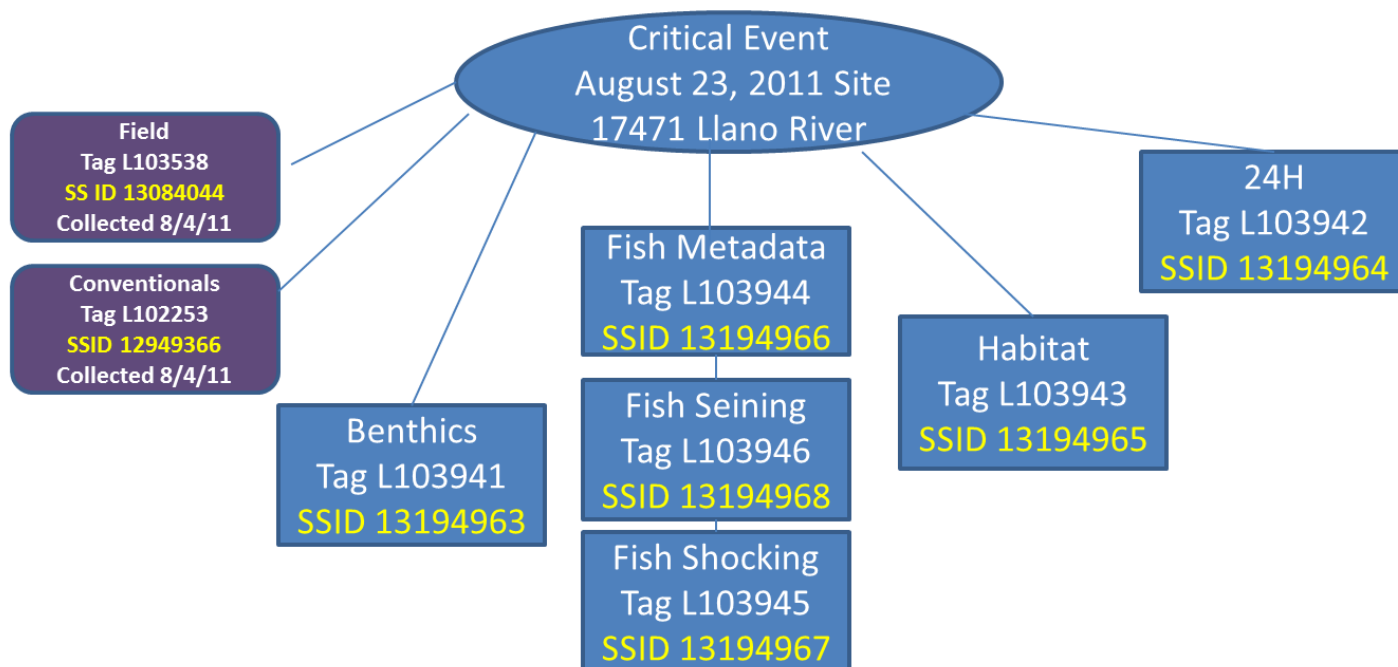 Critical Event
August 23, 2011 Site
17471 Llano River
Field
Tag L103538
SS ID 13084044
Collected 8/4/11
Conventionals
Tag L102253
SSID 12949366
Collected 8/4/11
Benthics
Tag L103941
SSID 13194963
Fish Metadata
Tag L103944
SSID 13194966
Fish Seining
Tag L103946
SSID 13194968
Fish Shocking
Tag L103945
SSID 13194967
Habitat
Tag L103943
SSID 13194965
24H
Tag L103942
SSID 13194964